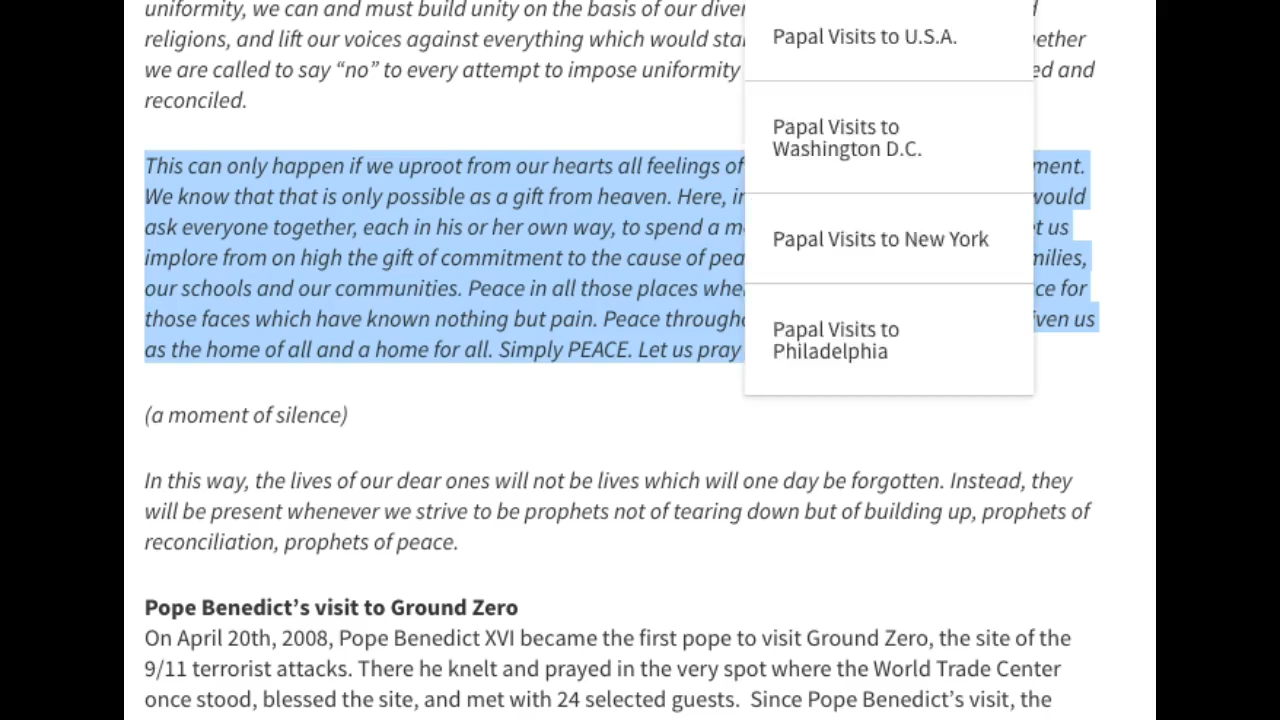 uniformity, we can and must build unity on the basis of our
religions, and lift our voices against everything which would
we are called to say “no” to every attempt to impose uniformity ed and
reconciled.
This can only happen if we uproot from our hearts all feelings of
We know that that is only possible as a gift from heaven. Here,
ask everyone together, each in his or her own way, to spend a
implore from on high the gift of commitment to the cause of
our schools and our communities. Peace in all those places for
those faces which have known nothing but pain. Peace us
as the home of all and a home for all. Simply PEACE. Let us pray
Papal Visits to U.S.A.
Papal Visits to
Washington D.C.
Papal Visits to New York
Papal Visits to
Philadelphia
(a moment of silence)
In this way, the lives of our dear ones will not be lives which will one day be forgotten. Instead, they
will be present whenever we strive to be prophets not of tearing down but of building up, prophets of
reconciliation, prophets of peace.
Pope Benedict’s visit to Ground Zero
On April 20th, 2008, Pope Benedict XVI became the first pope to visit Ground Zero, the site of the
9/11 terrorist attacks. There he knelt and prayed in the very spot where the World Trade Center
once stood, blessed the site, and met with 24 selected guests. Since Pope Benedict’s visit, the